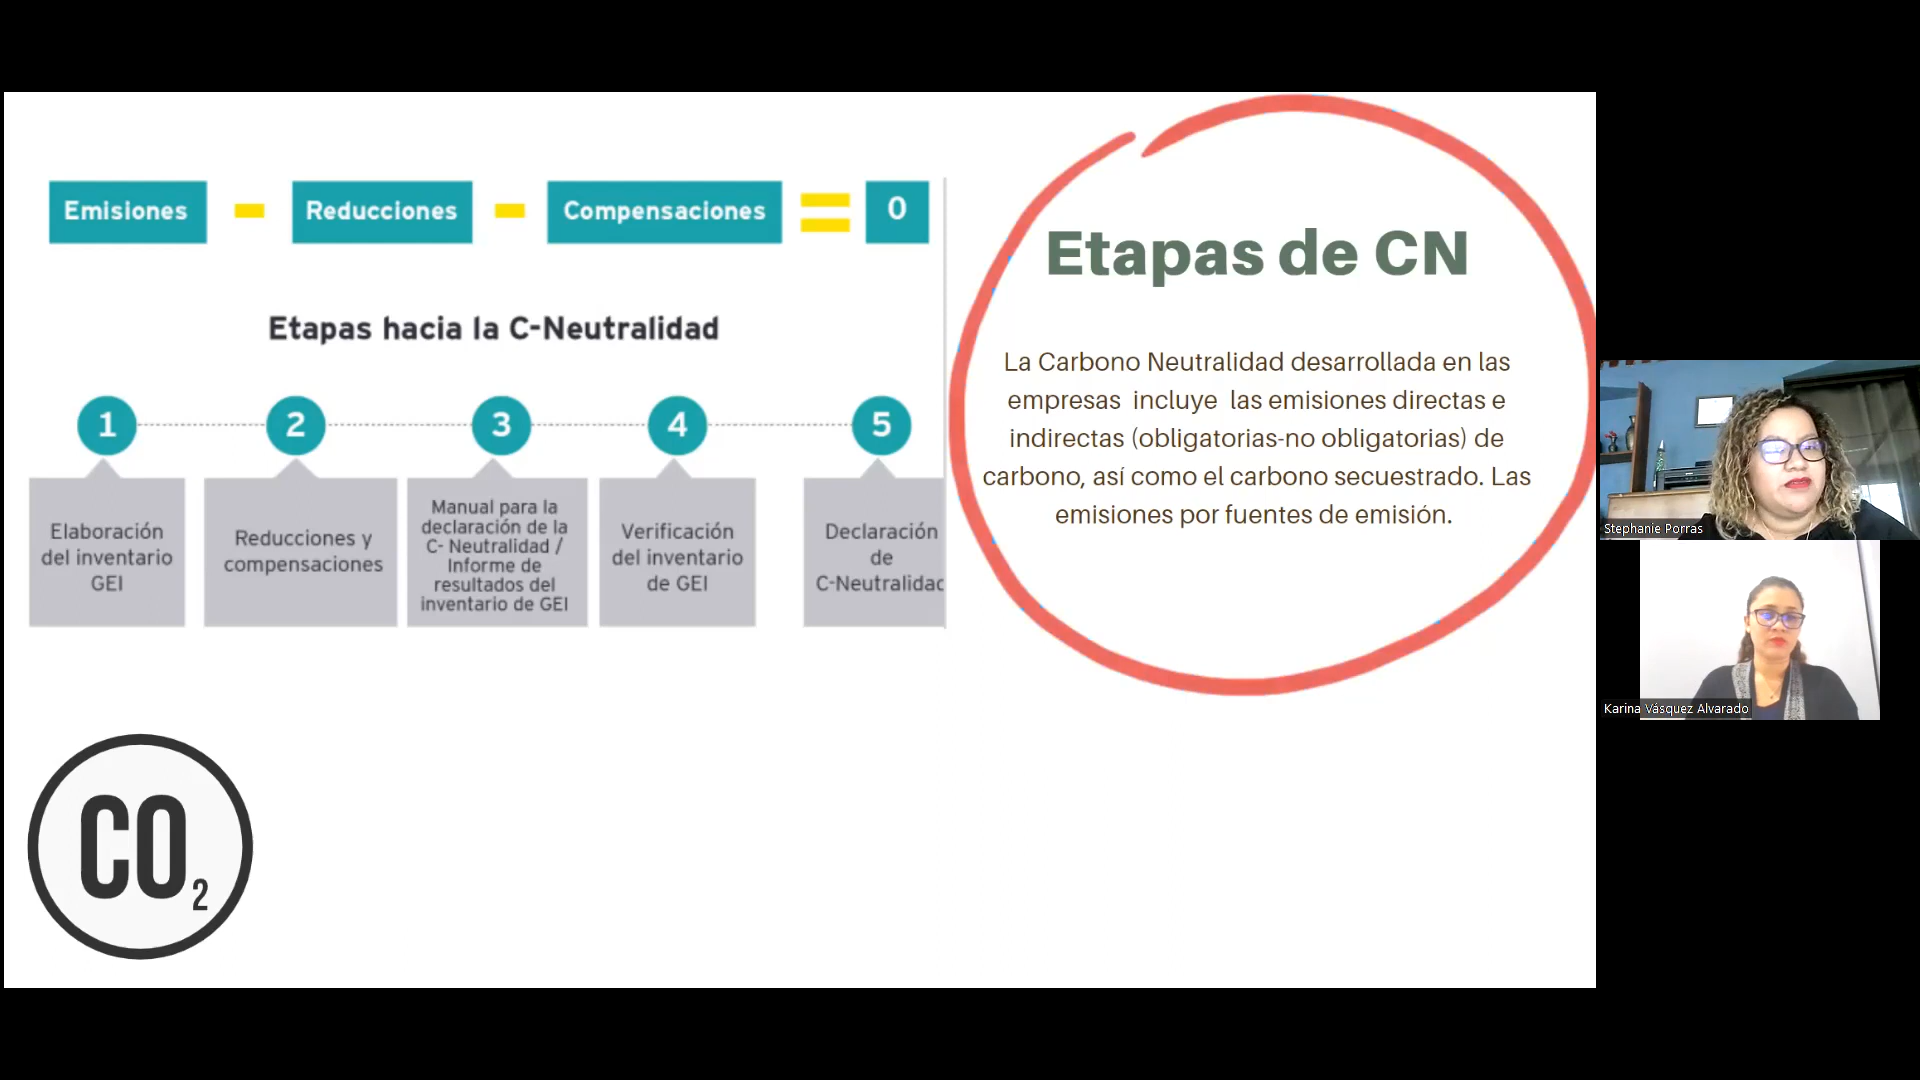 Emisiones - Reducciones - Compensaciones = 0
Etapas hacia la C-Neutralidad
1 2 3 4 5
Elaboración
del inventario
GEI
Reducciones y
compensaciones
Manual para la
declaración de la
C- Neutralidad /
Informe de
resultados del
inventario de GEI
Verificación
del inventario
de GEI
Declaración
de
C-Neutralidad
Etapas de CN
La Carbono Neutralidad desarrollada en las
empresas incluye las emisiones directas e
indirectas (obligatorias-no obligatorias) de
carbono, así como el carbono secuestrado. Las
emisiones por fuentes de emisión.
CO2
Stephanie Porras
Karina Vásquez Alvarado